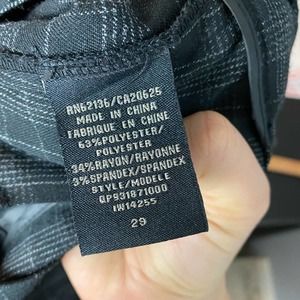 RN62136/CA20625
MADE IN CHINA
FABRIQUE EN CHINE
63% POLYESTER/
POLYESTER
34% RAYON/RAYONNE
3% SPANDEX/SPANDEX
STYLE/MODELE
QP931871000
IW14255
29